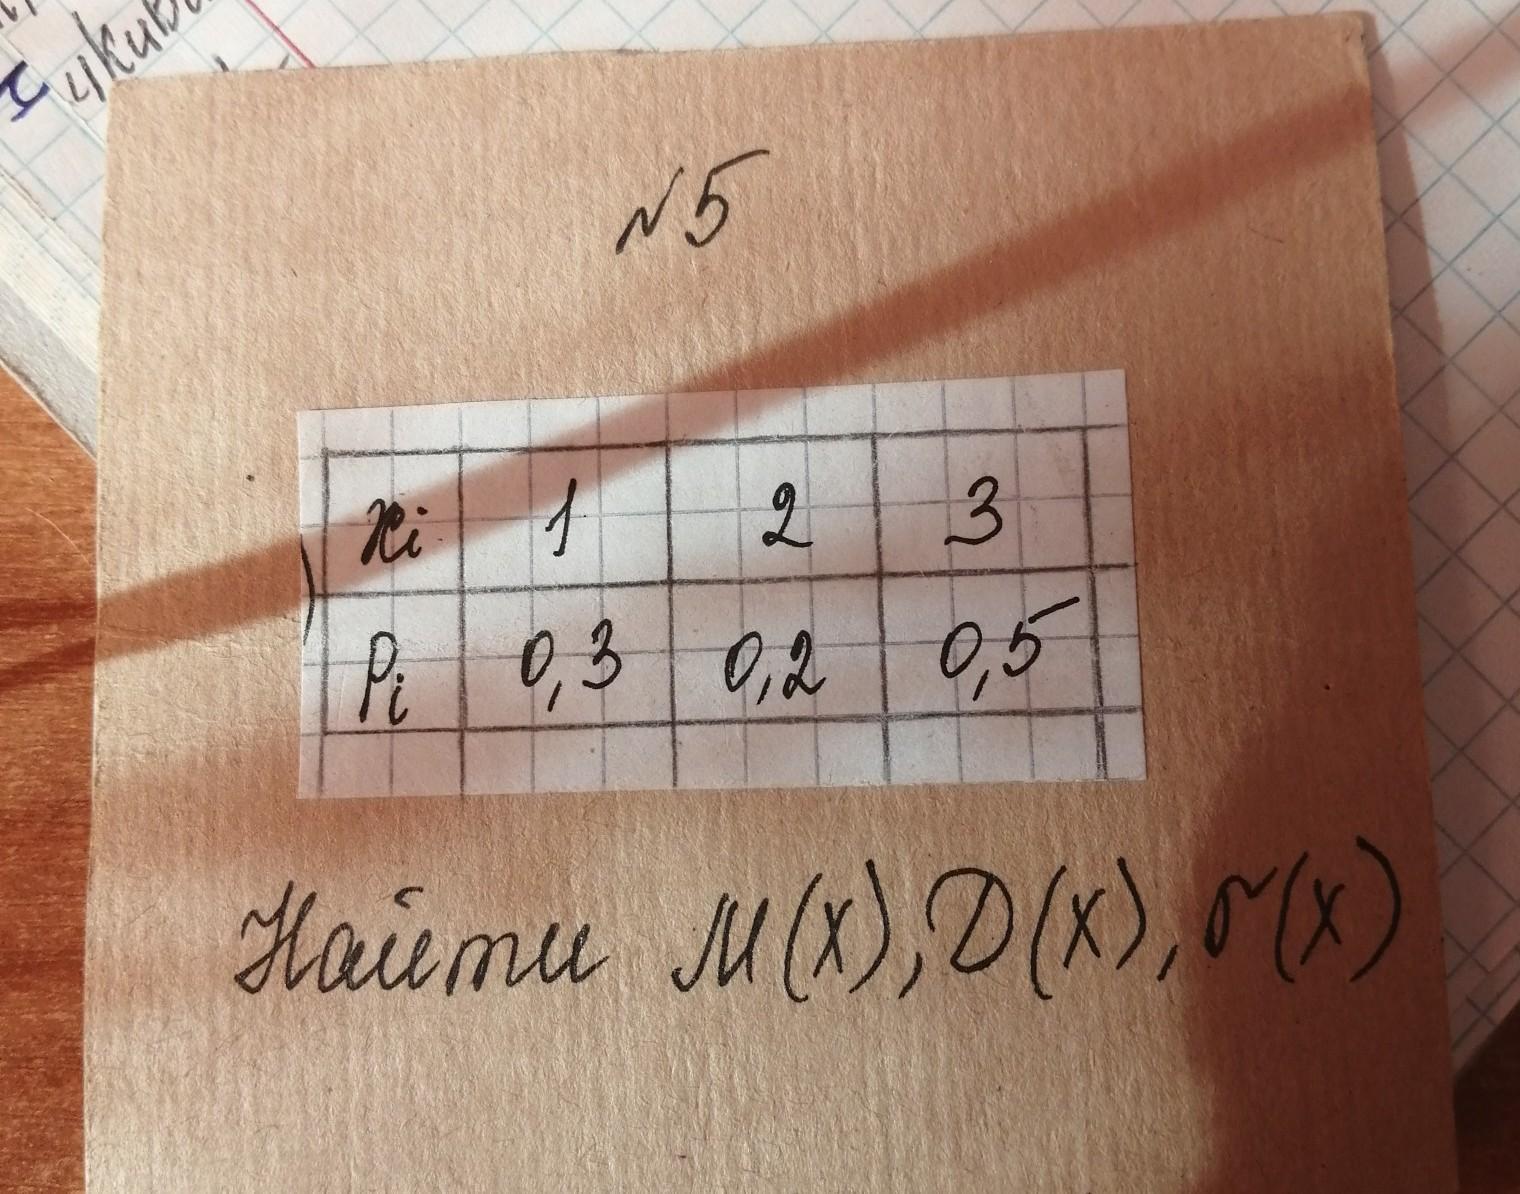 №5
xi 1 2 3
Pi 0,3 0,2 0,5
Найти M(X), D(X), σ(X)